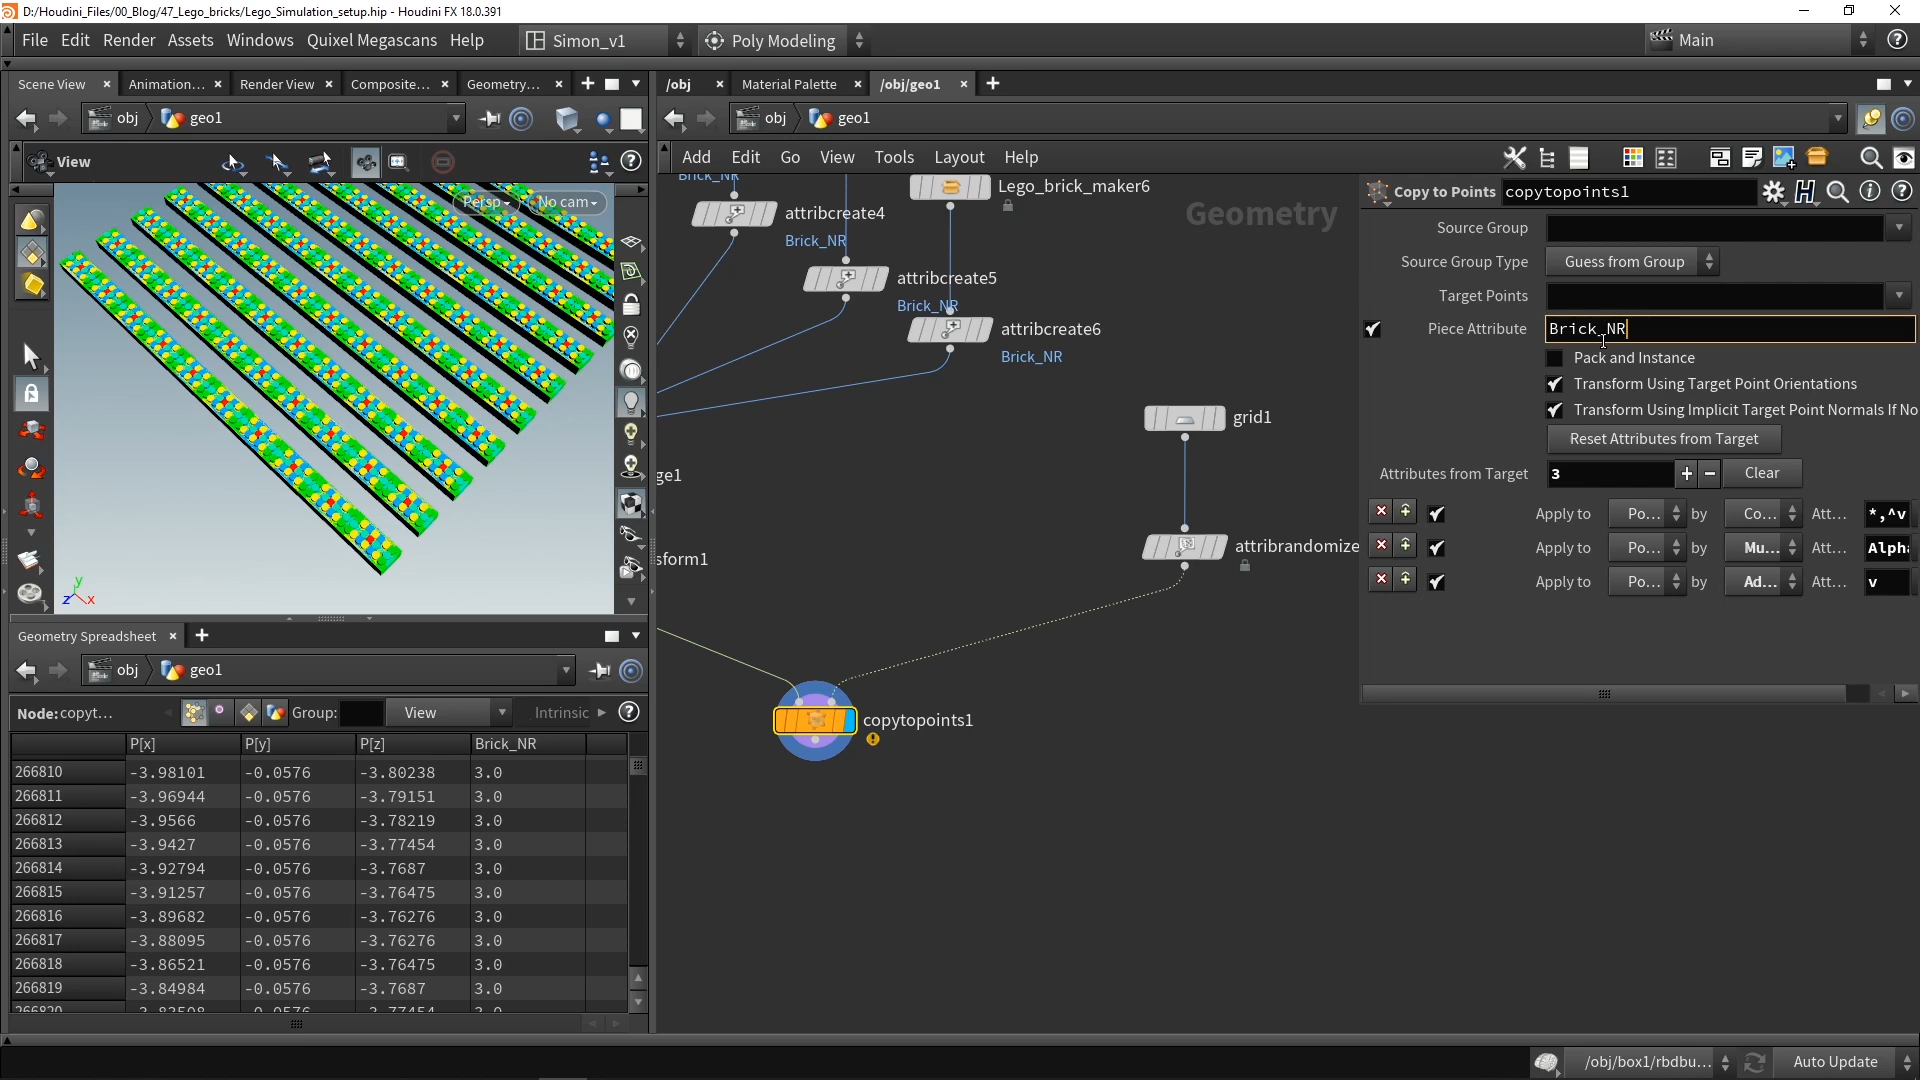 D:/Houdini_Files/00_Blog/47_Lego_bricks/Lego_Simulation_setup.hip - Houdini FX 18.0.391
File Edit Render Assets Windows Quixel Megascans Help Simon_v1 Poly Modeling Main
Scene View Animation... Render View Composite... Geometry...
obj geo1
View
Persp No cam
y
z x
Geometry Spreadsheet
obj geo1
Node: copyt... Group: View Intrinsic
P[x] P[y] P[z] Brick_NR
266810 -3.98101 -0.0576 -3.80238 3.0
266811 -3.96944 -0.0576 -3.79151 3.0
266812 -3.9566 -0.0576 -3.78219 3.0
266813 -3.9427 -0.0576 -3.77454 3.0
266814 -3.92794 -0.0576 -3.7687 3.0
266815 -3.91257 -0.0576 -3.76475 3.0
266816 -3.89682 -0.0576 -3.76276 3.0
266817 -3.88095 -0.0576 -3.76276 3.0
266818 -3.86521 -0.0576 -3.76475 3.0
266819 -3.84984 -0.0576 -3.7687 3.0
/obj Material Palette /obj/geo1
obj geo1
Add Edit Go View Tools Layout Help
Geometry
Brick_NR
Lego_brick_maker6
attribcreate4
Brick_NR
attribcreate5
Brick_NR
attribcreate6
Brick_NR
grid1
ge1
attribrandomize
sform1
copytopoints1
Copy to Points copytopoints1
Source Group
Source Group Type Guess from Group
Target Points
Piece Attribute Brick_NR
Pack and Instance
Transform Using Target Point Orientations
Transform Using Implicit Target Point Normals If No
Reset Attributes from Target
Attributes from Target 3 Clear
Apply to Po... by Co... Att... *,^v
Apply to Po... by Mu... Att... Alpha
Apply to Po... by Ad... Att... v
/obj/box1/rbdbu... Auto Update